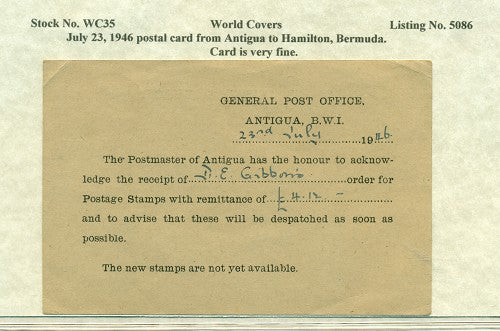 Stock No. WC35 World Covers Listing No. 5086
July 23, 1946 postal card from Antigua to Hamilton, Bermuda.
Card is very fine.
GENERAL POST OFFICE,
ANTIGUA, B.W.I.
23rd July 1946
The Postmaster of Antigua has the honour to acknow-
ledge the receipt of D. E. Gibbons order for
Postage Stamps with remittance of £4.12 -
and to advise that these will be despatched as soon as
possible.
The new stamps are not yet available.